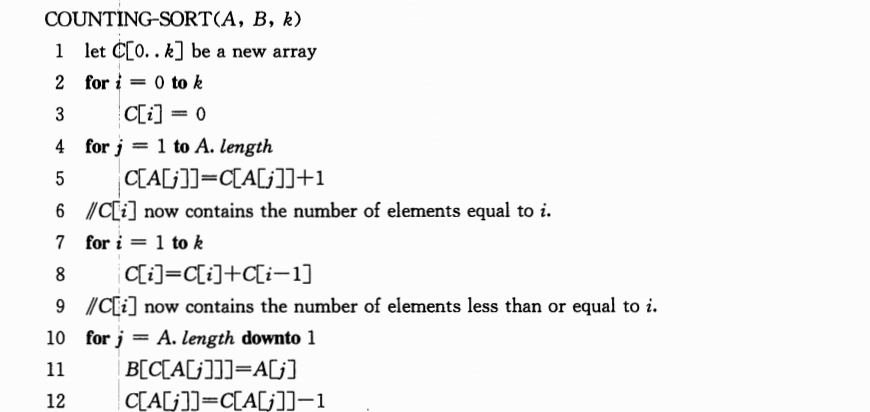 COUNTING-SORT(A, B, k)
1 let C[0..k] be a new array
2 for i = 0 to k
3 C[i] = 0
4 for j = 1 to A. length
5 C[A[j]]=C[A[j]]+1
6 //C[i] now contains the number of elements equal to i.
7 for i = 1 to k
8 C[i]=C[i]+C[i-1]
9 //C[i] now contains the number of elements less than or equal to i.
10 for j = A. length downto 1
11 B[C[A[j]]]=A[j]
12 C[A[j]]=C[A[j]]-1